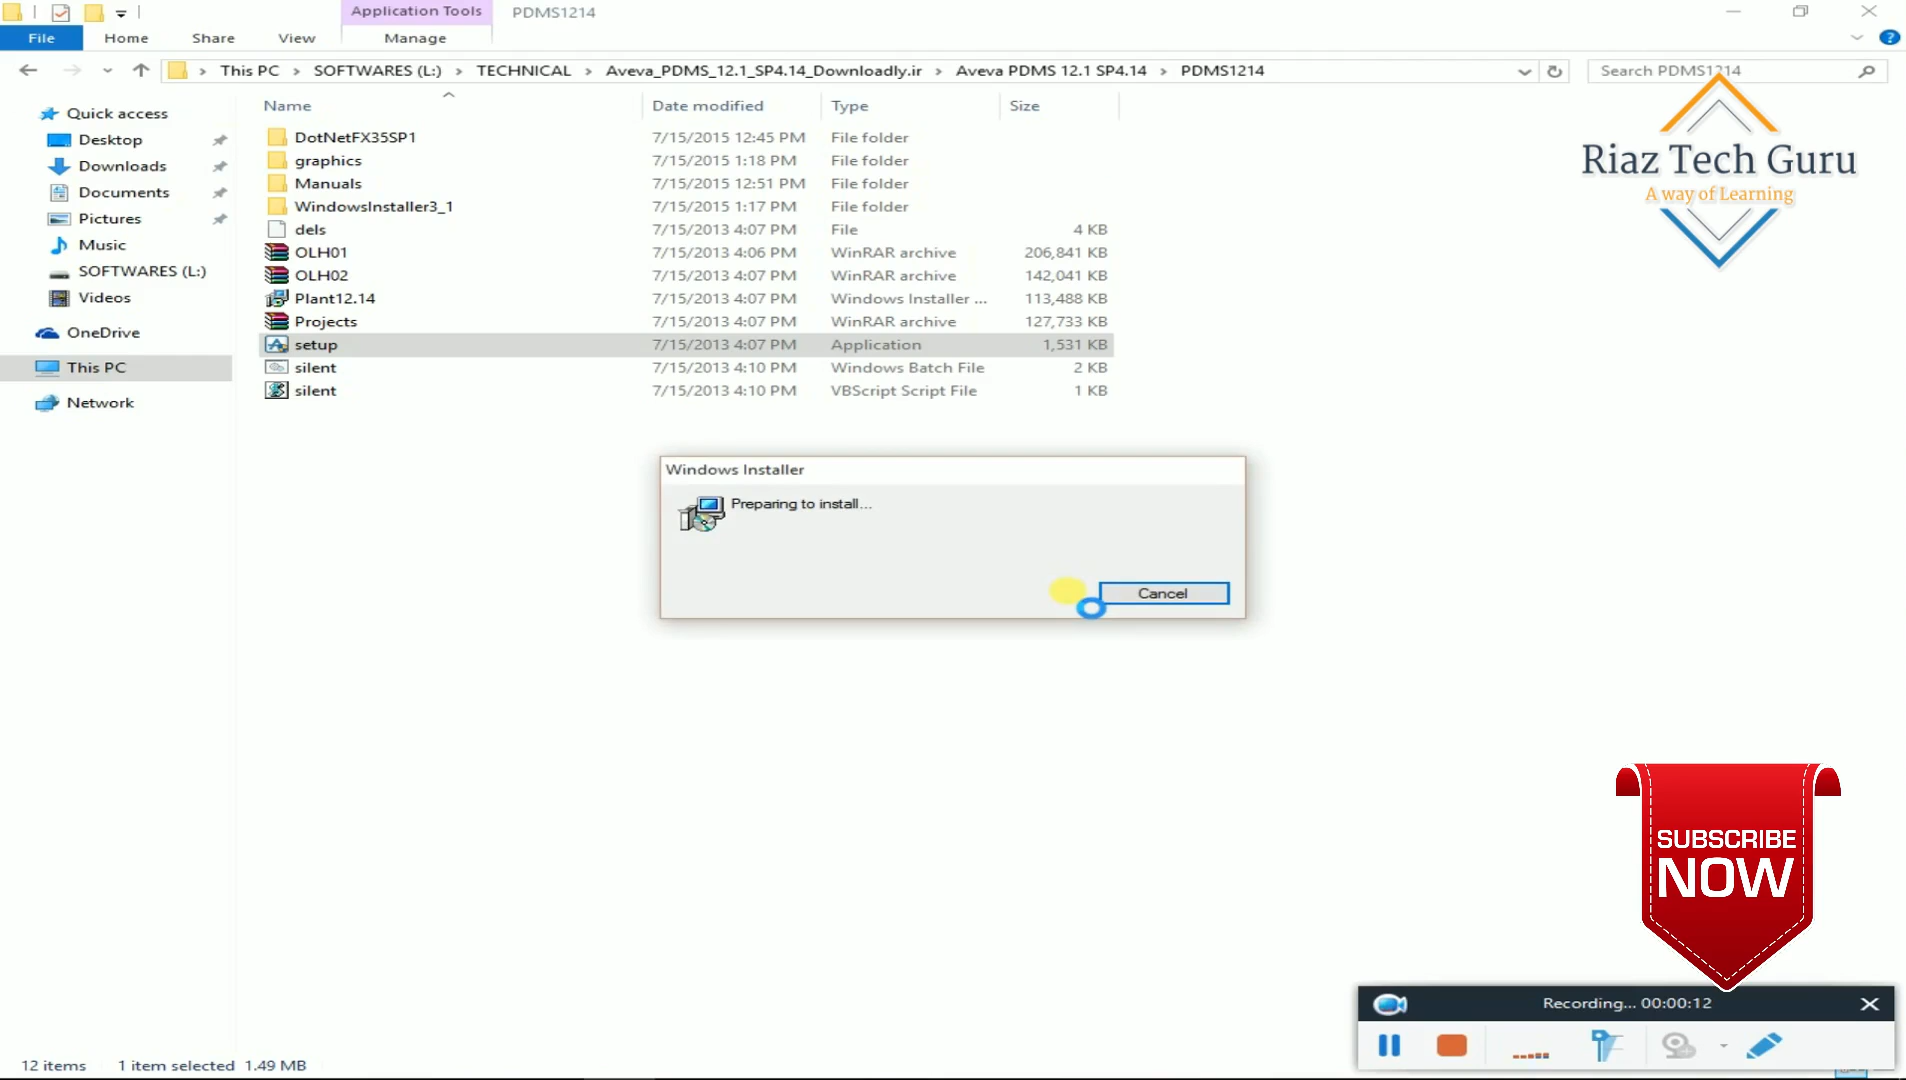 Application Tools PDMS1214
File Home Share View Manage
This PC SOFTWARES (L:) TECHNICAL Aveva_PDMS_12.1_SP4.14_Downloadly.ir Aveva PDMS 12.1 SP4.14 PDMS1214 Search PDMS1214
Name Date modified Type Size
Quick access
Desktop
Downloads
Documents
Pictures
Music
SOFTWARES (L:)
Videos
OneDrive
This PC
Network
DotNetFX35SP1 7/15/2015 12:45 PM File folder
graphics 7/15/2015 1:18 PM File folder
Manuals 7/15/2015 12:51 PM File folder
WindowsInstaller3_1 7/15/2015 1:17 PM File folder
dels 7/15/2013 4:07 PM File 4 KB
OLH01 7/15/2013 4:06 PM WinRAR archive 206,841 KB
OLH02 7/15/2013 4:07 PM WinRAR archive 142,041 KB
Plant12.14 7/15/2013 4:07 PM Windows Installer ... 113,488 KB
Projects 7/15/2013 4:07 PM WinRAR archive 127,733 KB
setup 7/15/2013 4:07 PM Application 1,531 KB
silent 7/15/2013 4:10 PM Windows Batch File 2 KB
silent 7/15/2013 4:10 PM VBScript Script File 1 KB
Riaz Tech Guru
A way of Learning
Windows Installer
Preparing to install...
Cancel
SUBSCRIBE
NOW
Recording... 00:00:12
12 items 1 item selected 1.49 MB